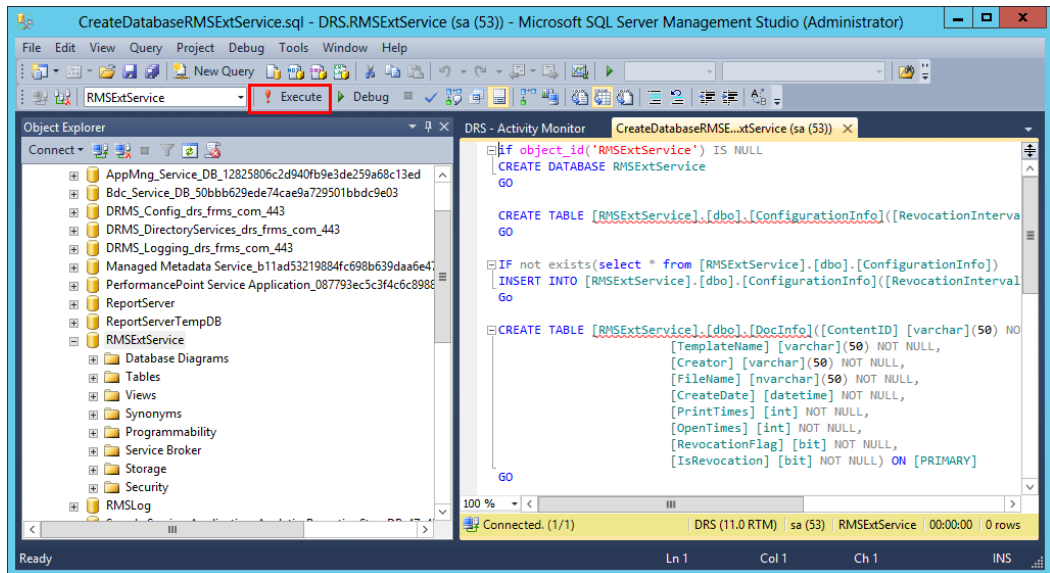 CreateDatabaseRMSExtService.sql - DRS.RMSExtService (sa (53)) - Microsoft SQL Server Management Studio (Administrator)
File Edit View Query Project Debug Tools Window Help
New Query
RMSExtService Execute Debug
Object Explorer
Connect
AppMng_Service_DB_12825806c2d940fb9e3de259a68c13ed
Bdc_Service_DB_50bbb629ede74cae9a729501bbdc9e03
DRMS_Config_drs_frms_com_443
DRMS_DirectoryServices_drs_frms_com_443
DRMS_Logging_drs_frms_com_443
Managed Metadata Service_b11ad53219884fc698b639daa6e47
PerformancePoint Service Application_087793ec5c3f4c6c8988
ReportServer
ReportServerTempDB
RMSExtService
Database Diagrams
Tables
Views
Synonyms
Programmability
Service Broker
Storage
Security
RMSLog
DRS - Activity Monitor CreateDatabaseRMSE...xtService (sa (53))
if object_id('RMSExtService') IS NULL
CREATE DATABASE RMSExtService
GO
CREATE TABLE [RMSExtService].[dbo].[ConfigurationInfo]([RevocationInterva
GO
IF not exists(select * from [RMSExtService].[dbo].[ConfigurationInfo])
INSERT INTO [RMSExtService].[dbo].[ConfigurationInfo]([RevocationInterval
Go
CREATE TABLE [RMSExtService].[dbo].[DocInfo]([ContentID] [varchar](50) NO
[TemplateName] [varchar](50) NOT NULL,
[Creator] [varchar](50) NOT NULL,
[FileName] [nvarchar](50) NOT NULL,
[CreateDate] [datetime] NOT NULL,
[PrintTimes] [int] NOT NULL,
[OpenTimes] [int] NOT NULL,
[RevocationFlag] [bit] NOT NULL,
[IsRevocation] [bit] NOT NULL) ON [PRIMARY]
GO
100 %
Connected. (1/1) DRS (11.0 RTM) sa (53) RMSExtService 00:00:00 0 rows
Ready Ln 1 Col 1 Ch 1 INS